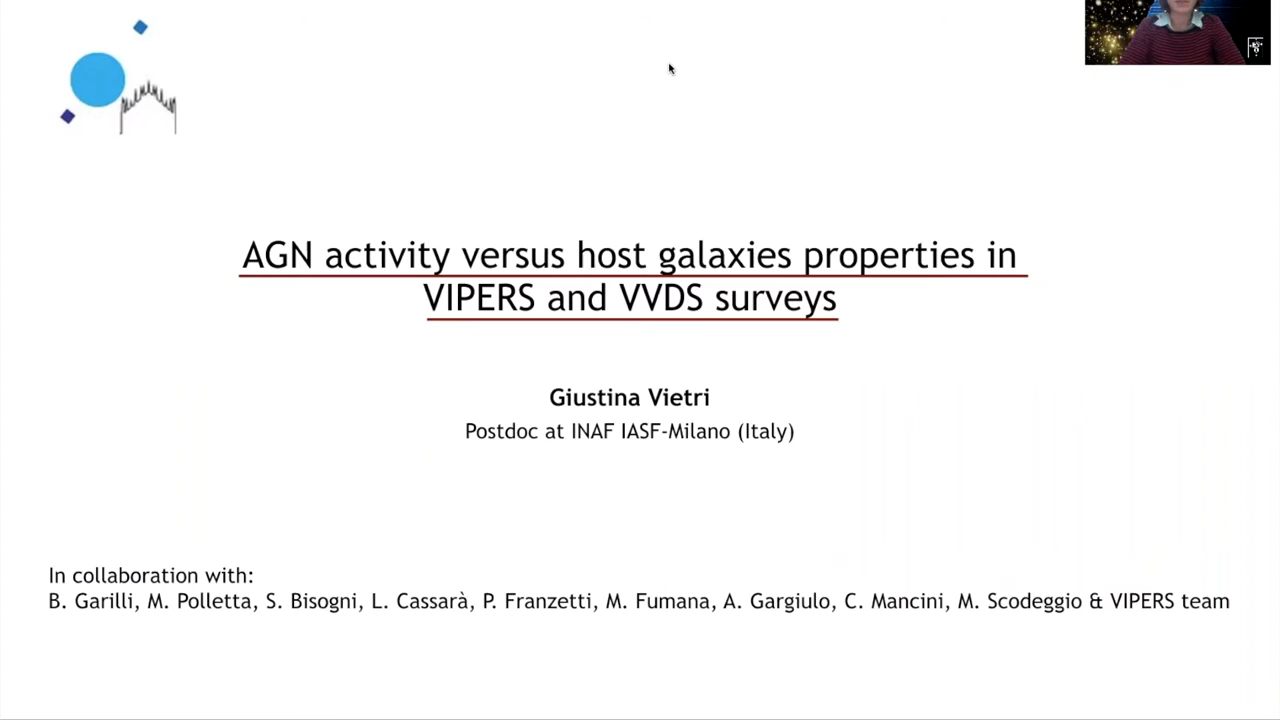 AGN activity versus host galaxies properties in
VIPERS and VVDS surveys
Giustina Vietri
Postdoc at INAF IASF-Milano (Italy)
In collaboration with:
B. Garilli, M. Polletta, S. Bisogni, L. Cassarà, P. Franzetti, M. Fumana, A. Gargiulo, C. Mancini, M. Scodeggio & VIPERS team